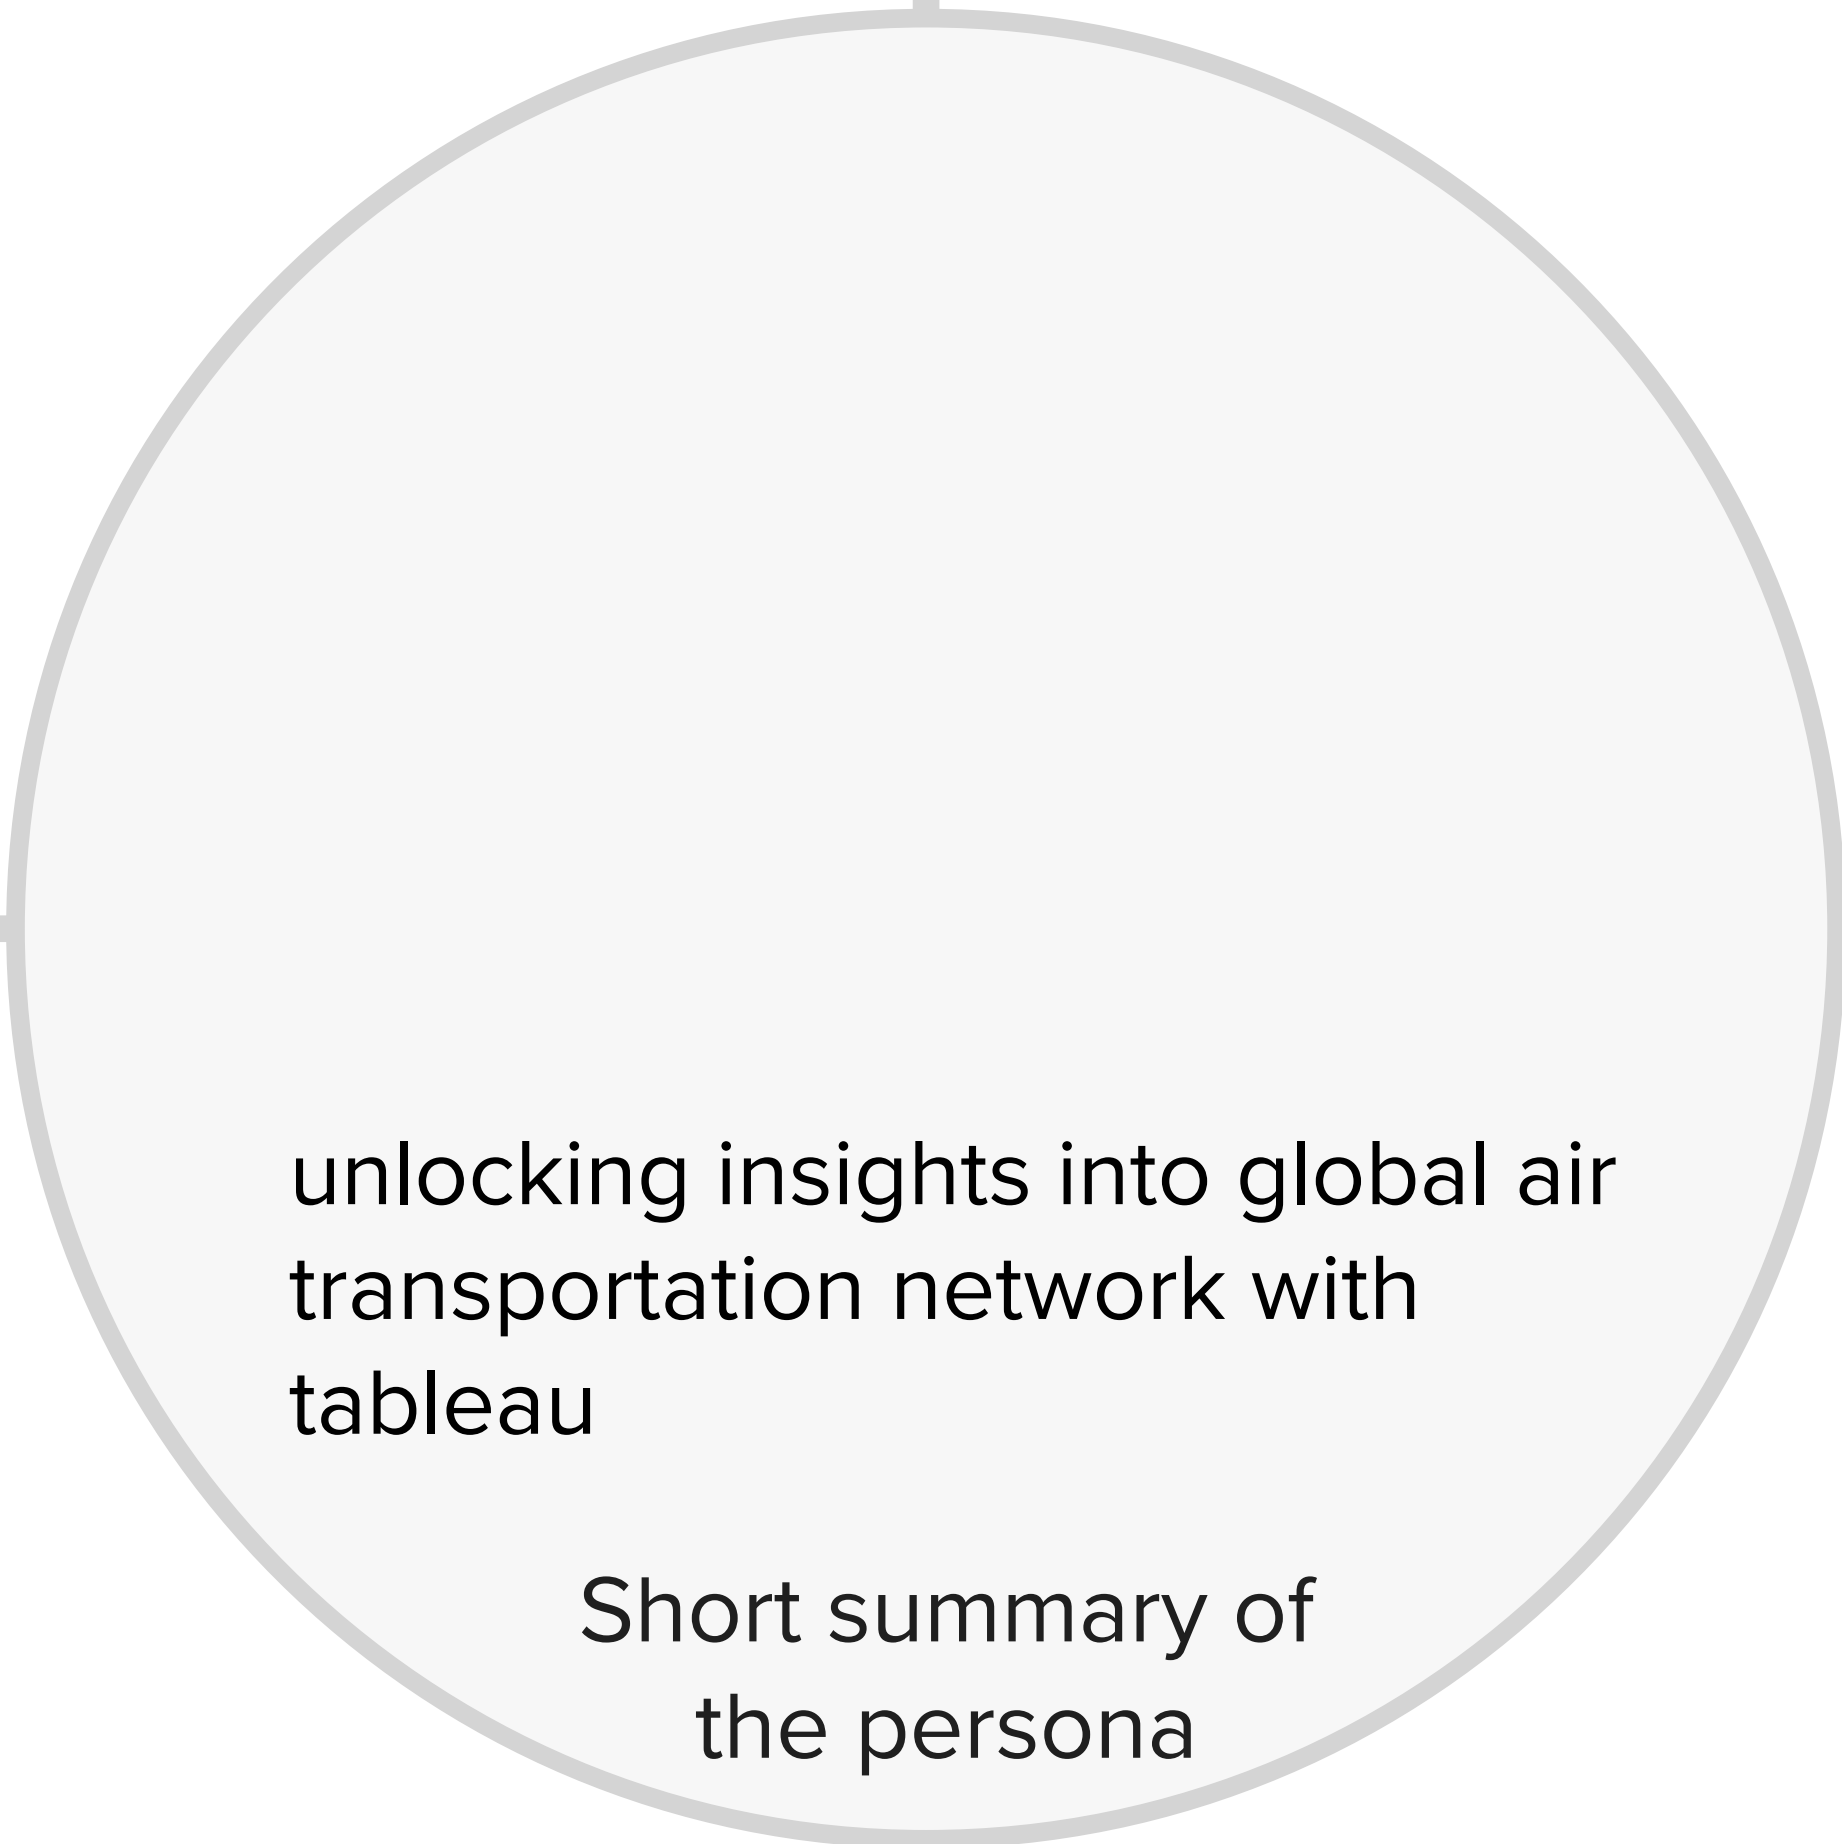 unlocking insights into global air
transportation network with
tableau
Short summary of
the persona